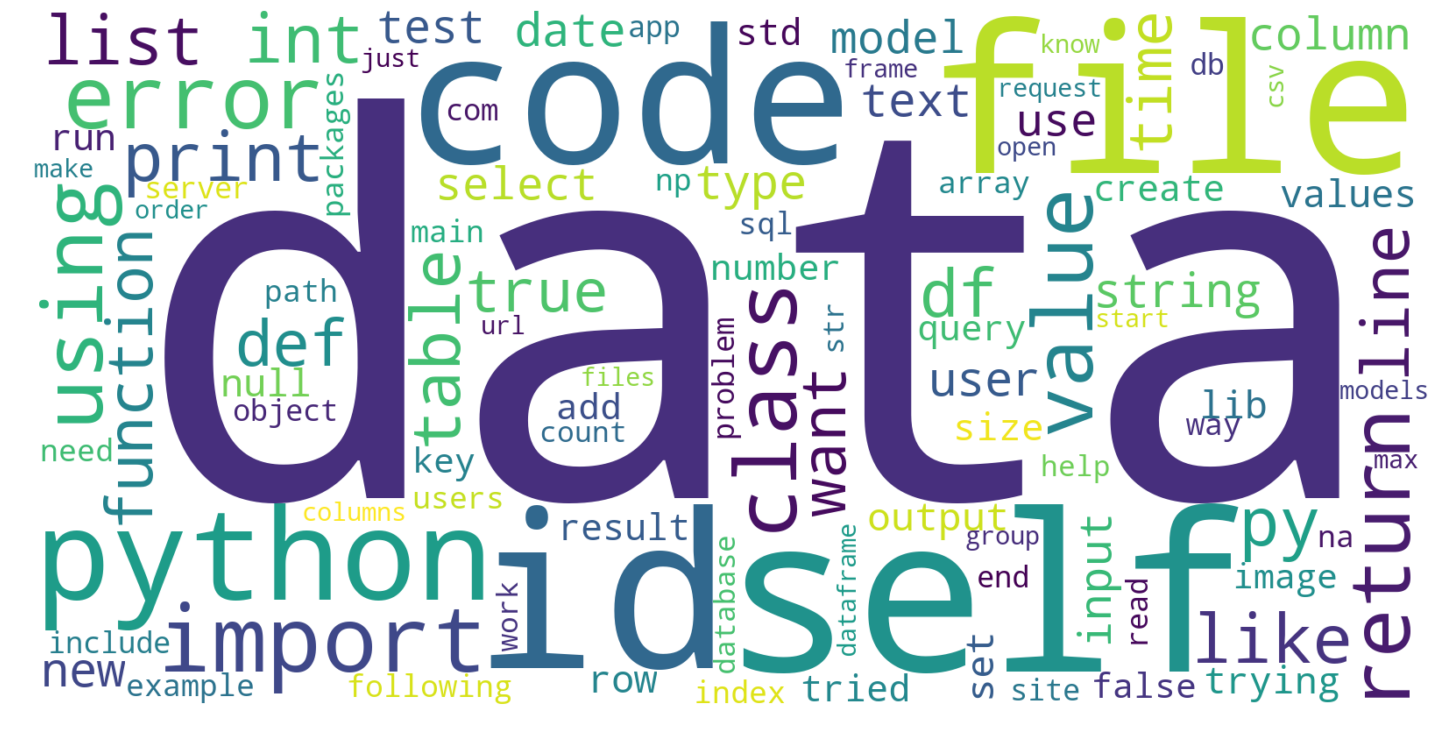 list
int
test
date
app
std
model
file
time
know
db
column
just
code
frame
csv
error
packages
com
text
request
use
run
print
open
make
server
order
select
np
type
array
create
values
using
function
data
main
sql
value
line
path
table
true
number
df
string
def
url
class
str
query
start
null
files
problem
user
models
object
add
count
want
size
lib
way
return
need
key
help
max
users
columns
python
id
result
self
output
group
py
na
database
dataframe
end
input
image
work
read
include
import
like
new
example
following
row
index
tried
set
site
false
trying